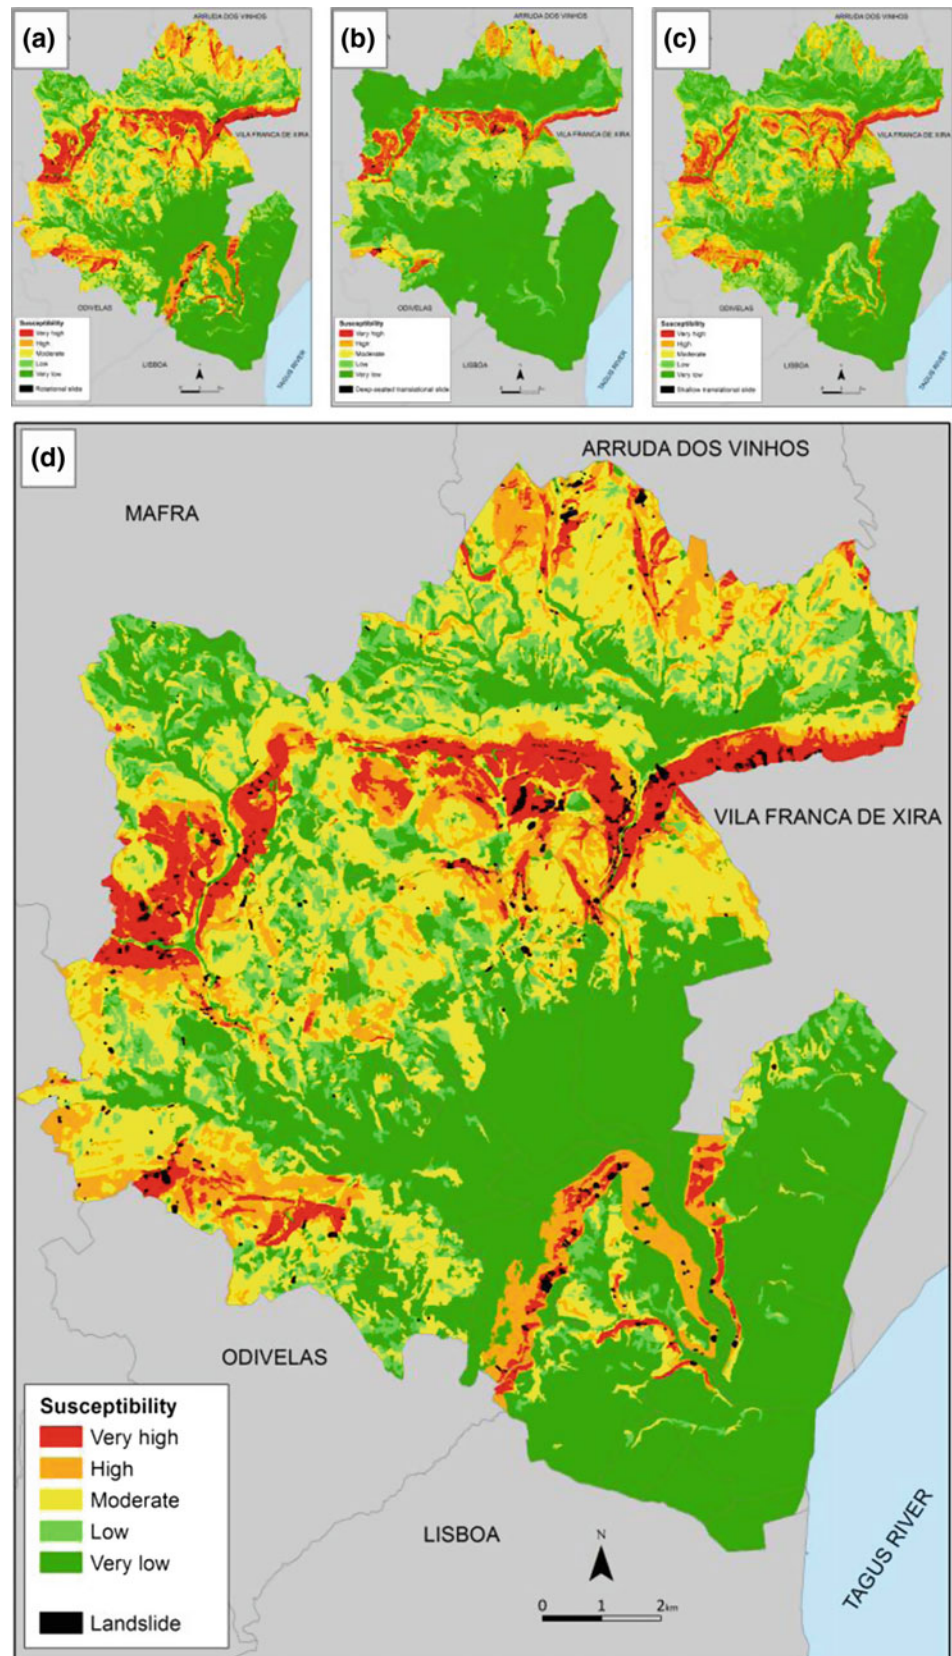 (a)
ARRUDA DOS VINHOS
VILA FRANCA DE XIRA
ODIVELAS
LISBOA
TAGUS RIVER
Susceptibility
Very high
High
Moderate
Low
Very low
Rotational slide
(b)
ARRUDA DOS VINHOS
VILA FRANCA DE XIRA
ODIVELAS
LISBOA
TAGUS RIVER
Susceptibility
Very high
High
Moderate
Low
Very low
Deep-seated translational slide
(c)
ARRUDA DOS VINHOS
VILA FRANCA DE XIRA
ODIVELAS
LISBOA
TAGUS RIVER
Susceptibility
Very high
High
Moderate
Low
Very low
Shallow translational slide
(d)
ARRUDA DOS VINHOS
MAFRA
VILA FRANCA DE XIRA
ODIVELAS
LISBOA
TAGUS RIVER
Susceptibility
Very high
High
Moderate
Low
Very low
Landslide
N
0 1 2 km